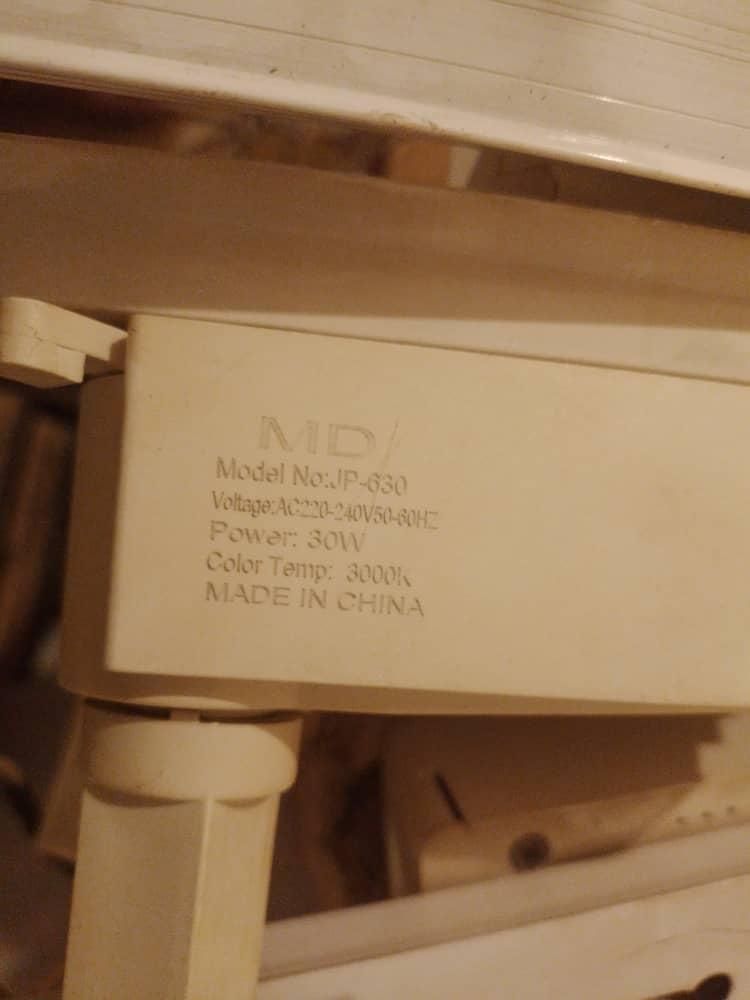 MD
Model No:JP-630
Voltage:AC220-240V50-60HZ
Power: 30W
Color Temp: 3000K
MADE IN CHINA